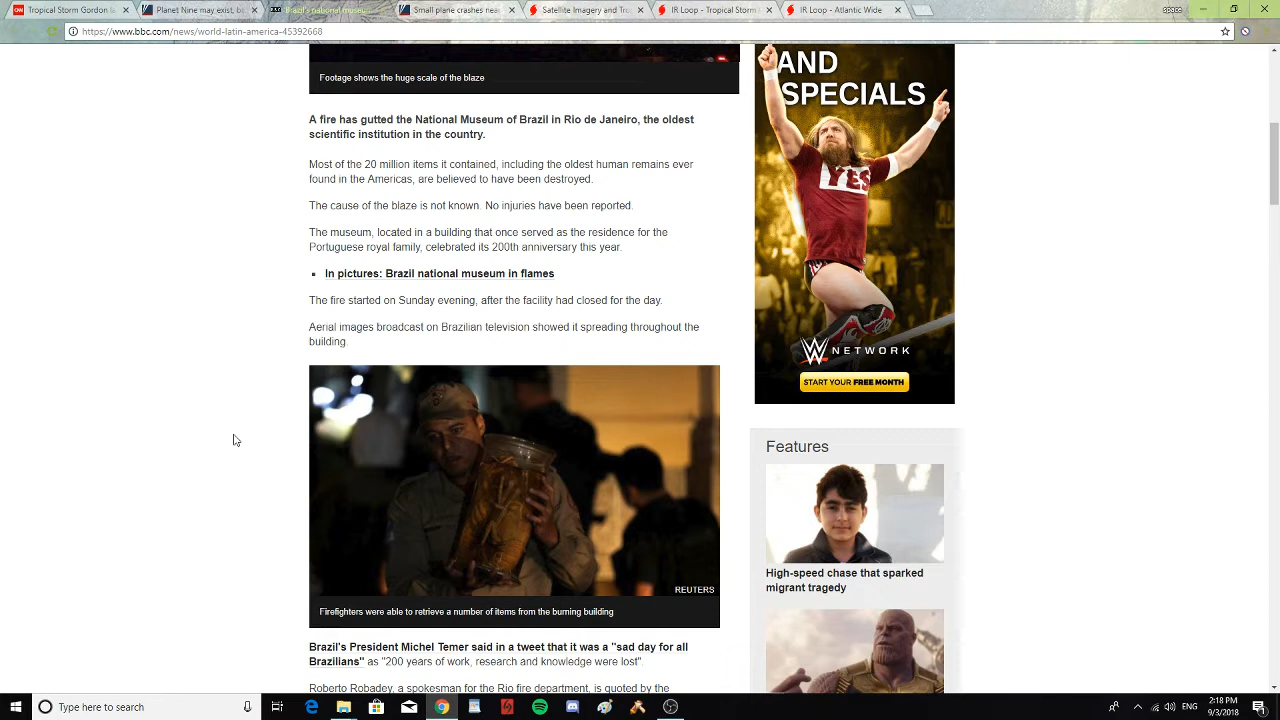 Tropical Storm Gordon
Planet Nine may exist, b
Brazil's national museum
Small plane crashes nea
Satellite Imagery and Tro
IR Loop - Tropical Storm
IR Loop - Atlantic Wide
space
https://www.bbc.com/news/world-latin-america-45392668
Footage shows the huge scale of the blaze
A fire has gutted the National Museum of Brazil in Rio de Janeiro, the oldest
scientific institution in the country.
Most of the 20 million items it contained, including the oldest human remains ever
found in the Americas, are believed to have been destroyed.
The cause of the blaze is not known. No injuries have been reported.
The museum, located in a building that once served as the residence for the
Portuguese royal family, celebrated its 200th anniversary this year.
In pictures: Brazil national museum in flames
The fire started on Sunday evening, after the facility had closed for the day.
Aerial images broadcast on Brazilian television showed it spreading throughout the
building.
REUTERS
Firefighters were able to retrieve a number of items from the burning building
Brazil's President Michel Temer said in a tweet that it was a "sad day for all
Brazilians" as "200 years of work, research and knowledge were lost".
Roberto Robadey, a spokesman for the Rio fire department, is quoted by the
AND
SPECIALS
YES
W NETWORK
START YOUR FREE MONTH
Features
High-speed chase that sparked
migrant tragedy
Type here to search
ENG
2:18 PM
9/3/2018